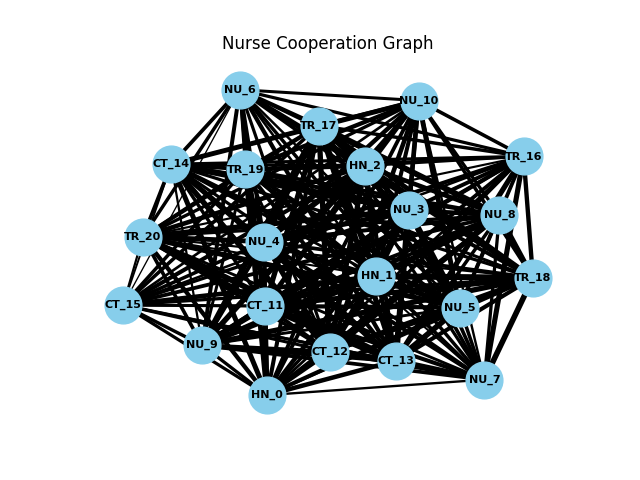 Nurse Cooperation Graph
NU_6
NU_10
TR_17
TR_16
CT_14
HN_2
TR_19
NU_3
NU_8
TR_20
NU_4
HN_1
TR_18
CT_15
CT_11
NU_5
NU_9
CT_12
CT_13
NU_7
HN_0